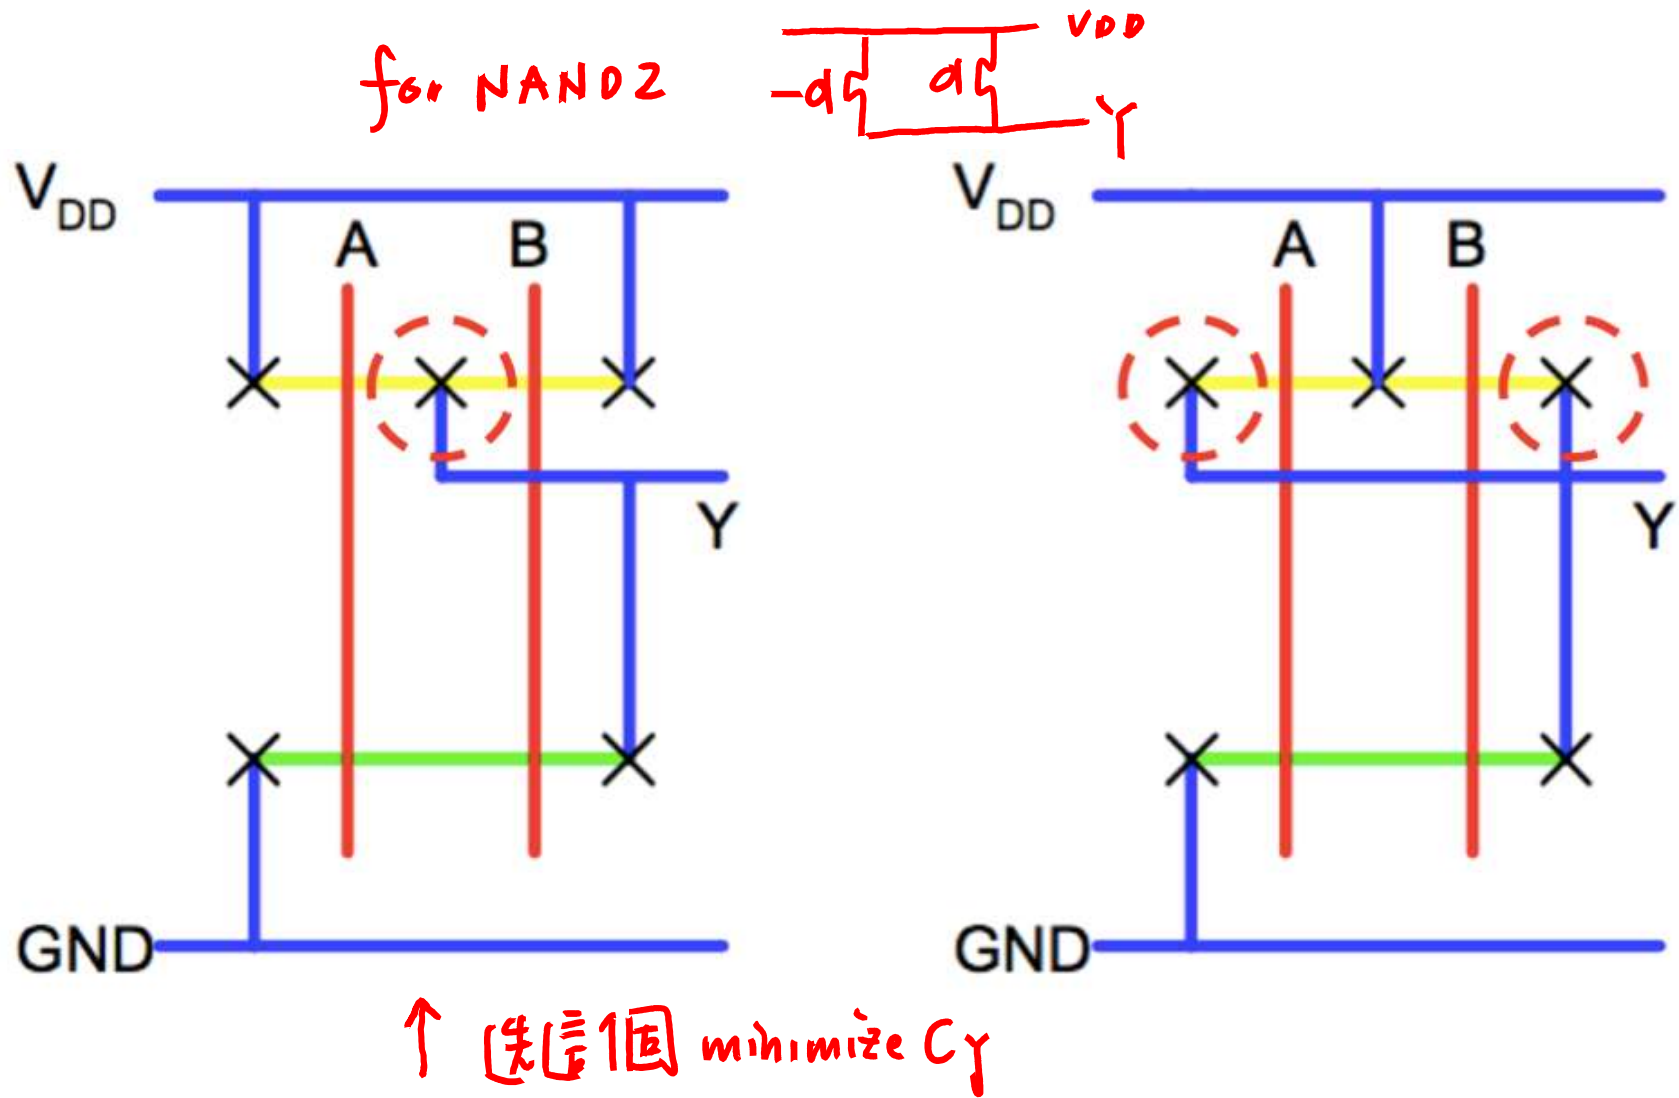 for NAND2
VDD
Y
VDD
A
B
Y
GND
VDD
A
B
Y
GND
↑ 選這個 minimize Cy